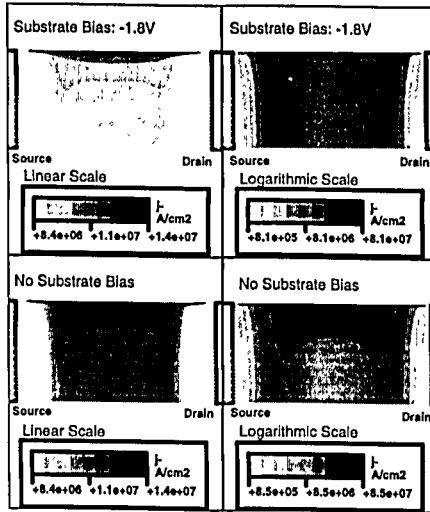 Substrate Bias: -1.8V
Source Drain
Linear Scale
J-
A/cm2
+8.4e+06 +1.1e+07 +1.4e+07
Substrate Bias: -1.8V
Source Drain
Logarithmic Scale
J-
A/cm2
+8.1e+05 +8.1e+06 +8.1e+07
No Substrate Bias
Source Drain
Linear Scale
J-
A/cm2
+8.4e+06 +1.1e+07 +1.4e+07
No Substrate Bias
Source Drain
Logarithmic Scale
J-
A/cm2
+8.5e+05 +8.5e+06 +8.5e+07